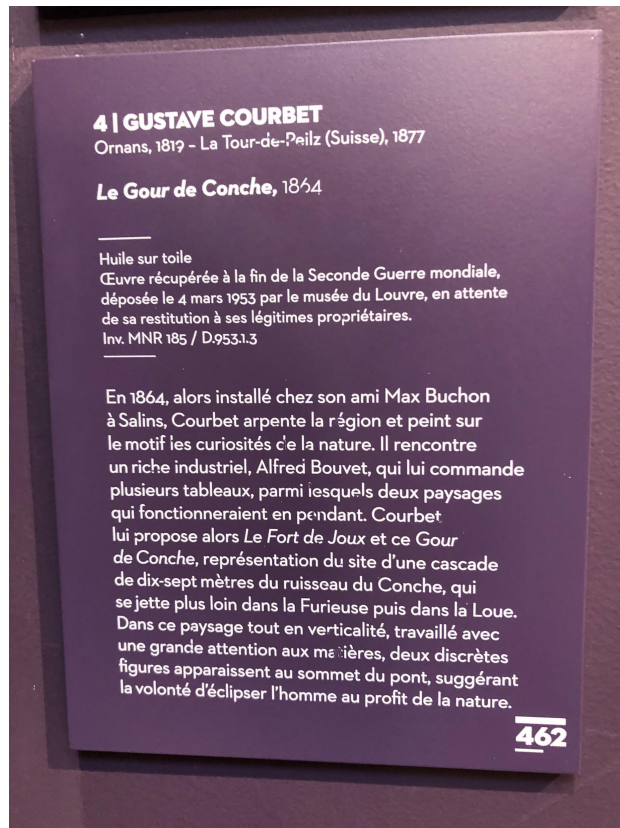 4 | GUSTAVE COURBET
Ornans, 1819 – La Tour-de-Peilz (Suisse), 1877
Le Gour de Conche, 1864
Huile sur toile
Œuvre récupérée à la fin de la Seconde Guerre mondiale,
déposée le 4 mars 1953 par le musée du Louvre, en attente
de sa restitution à ses légitimes propriétaires.
Inv. MNR 185 / D.953.1.3
En 1864, alors installé chez son ami Max Buchon
à Salins, Courbet arpente la région et peint sur
le motif les curiosités de la nature. Il rencontre
un riche industriel, Alfred Bouvet, qui lui commande
plusieurs tableaux, parmi lesquels deux paysages
qui fonctionneraient en pendant. Courbet
lui propose alors Le Fort de Joux et ce Gour
de Conche, représentation du site d'une cascade
de dix-sept mètres du ruisseau du Conche, qui
se jette plus loin dans la Furieuse puis dans la Loue.
Dans ce paysage tout en verticalité, travaillé avec
une grande attention aux matières, deux discrètes
figures apparaissent au sommet du pont, suggérant
la volonté d'éclipser l'homme au profit de la nature.
462